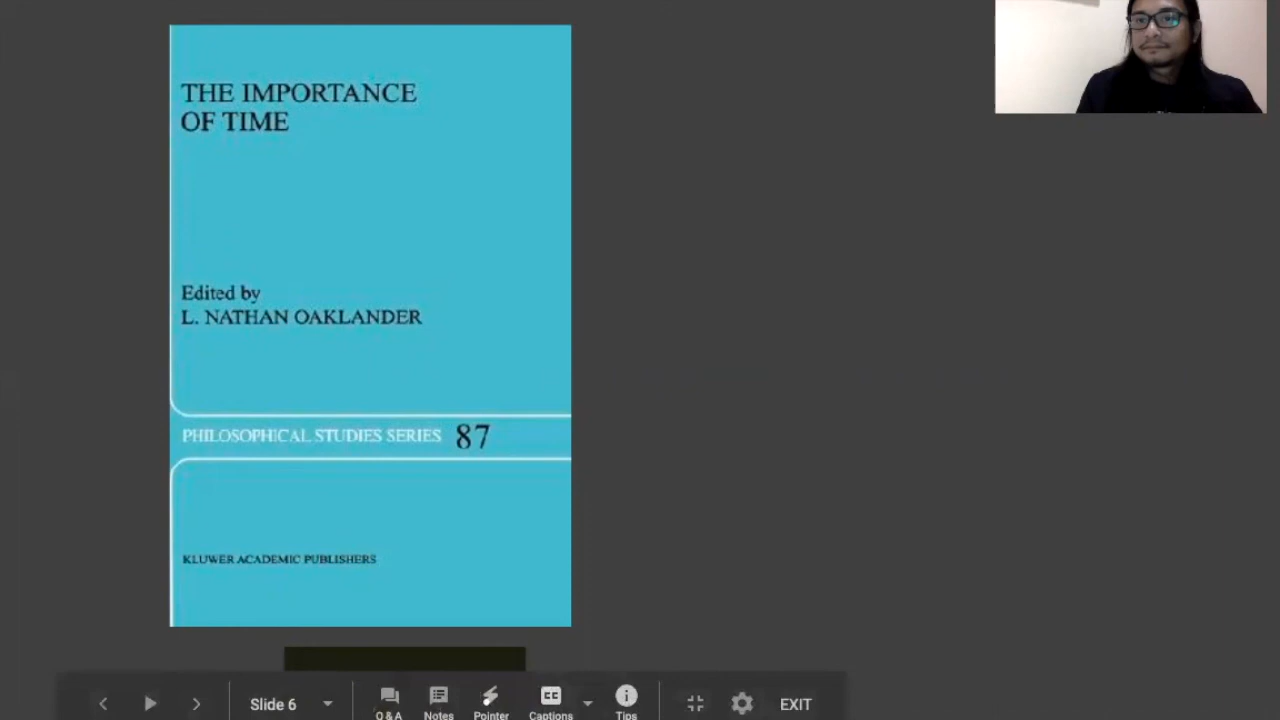 THE IMPORTANCE
OF TIME
Edited by
L. NATHAN OAKLANDER
PHILOSOPHICAL STUDIES SERIES 87
KLUWER ACADEMIC PUBLISHERS
Slide 6
Q&A Notes Pointer Captions Tips EXIT
CC